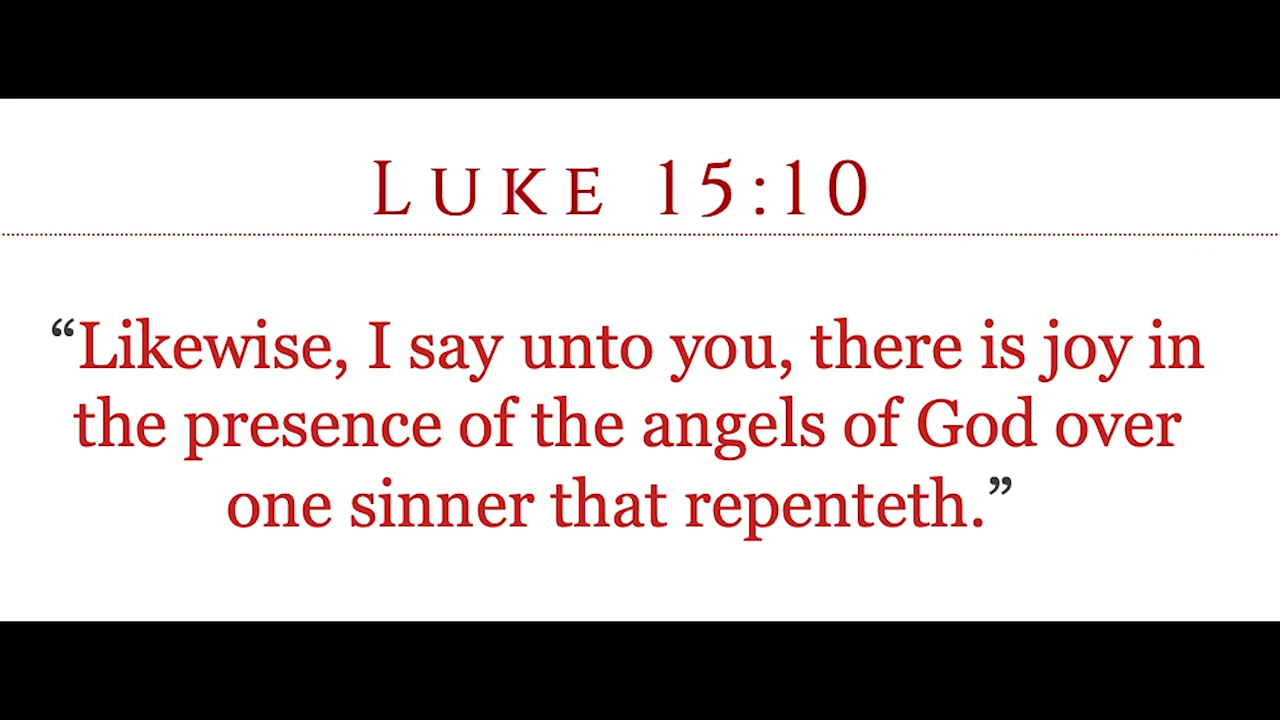 Luke 15:10
“Likewise, I say unto you, there is joy in
the presence of the angels of God over
one sinner that repenteth.”